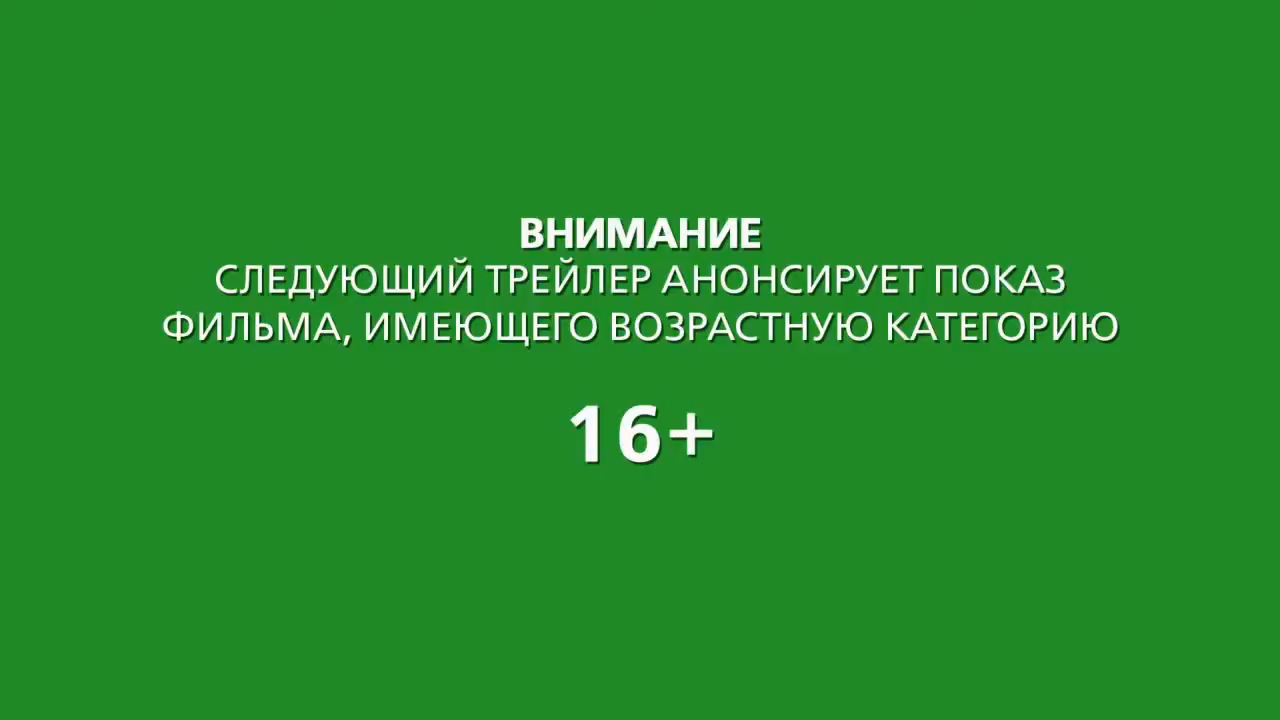 ВНИМАНИЕ
СЛЕДУЮЩИЙ ТРЕЙЛЕР АНОНСИРУЕТ ПОКАЗ
ФИЛЬМА, ИМЕЮЩЕГО ВОЗРАСТНУЮ КАТЕГОРИЮ
16+